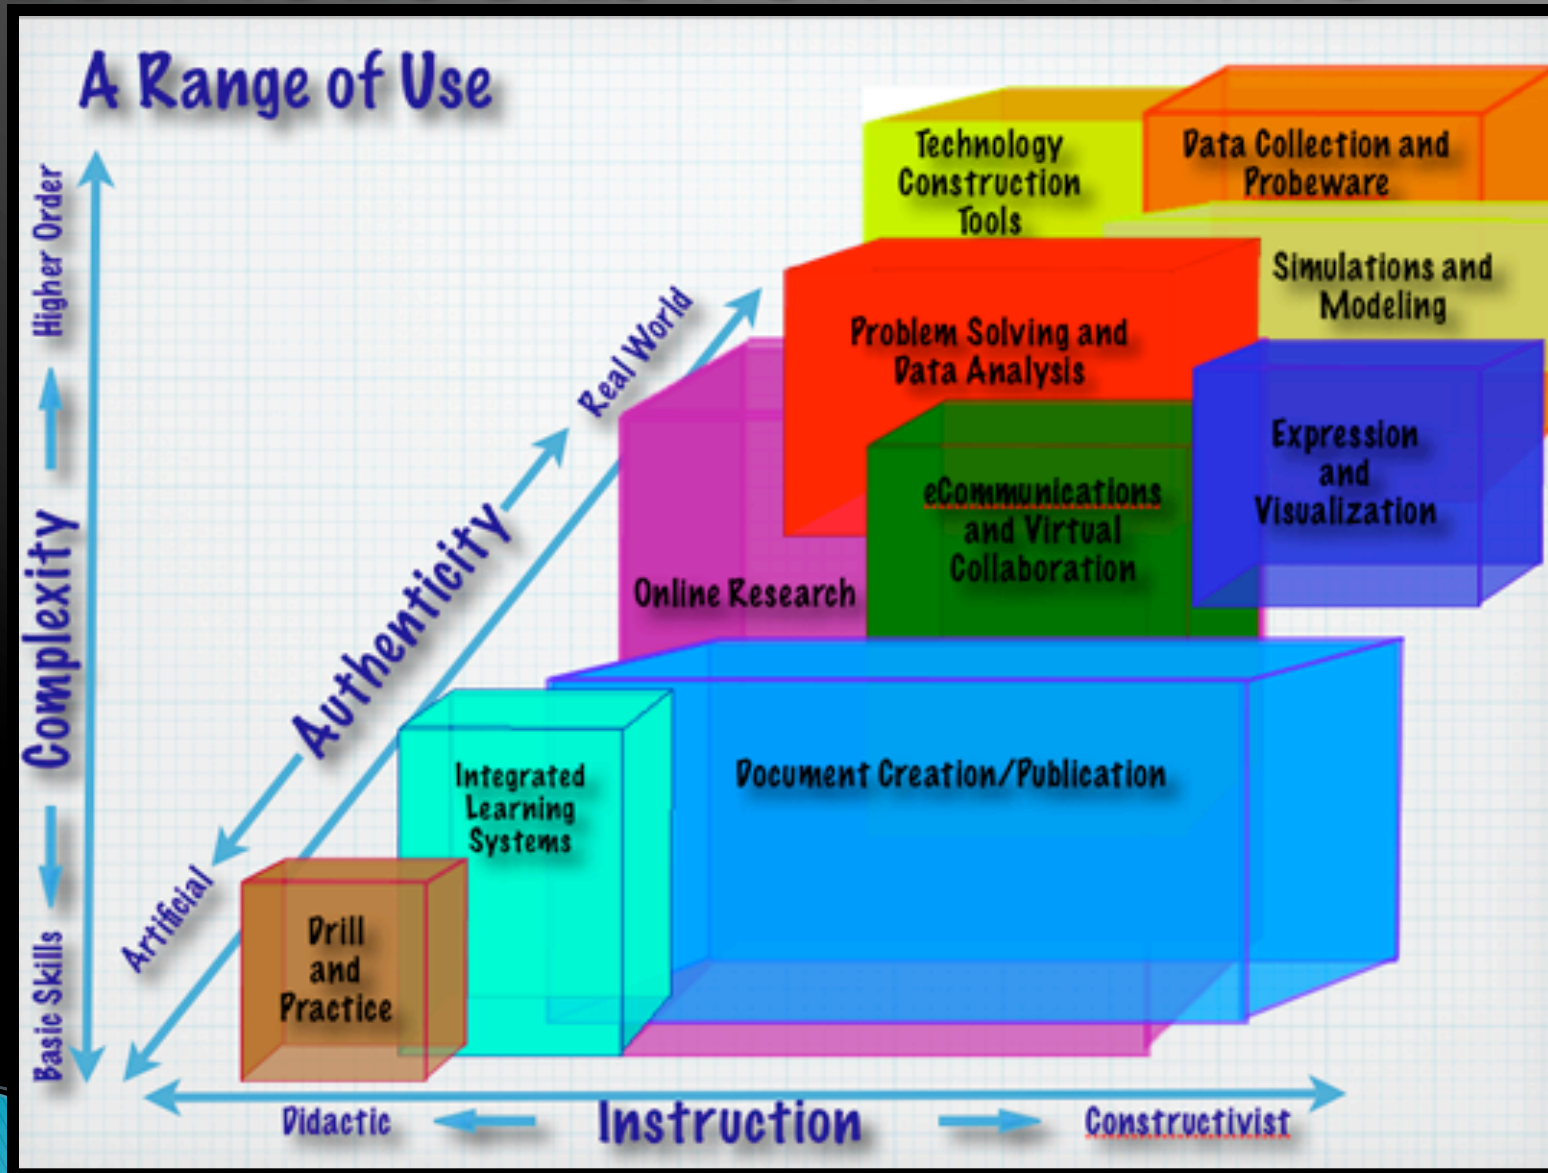 A Range of Use
Technology
Construction
Tools
Data Collection and
Probeware
Simulations and
Modeling
Problem Solving and
Data Analysis
Expression
and
Visualization
eCommunications
and Virtual
Collaboration
Online Research
Document Creation/Publication
Integrated
Learning
Systems
Drill
and
Practice
Higher Order
Complexity
Basic Skills
Real World
Authenticity
Artificial
Didactic
Instruction
Constructivist